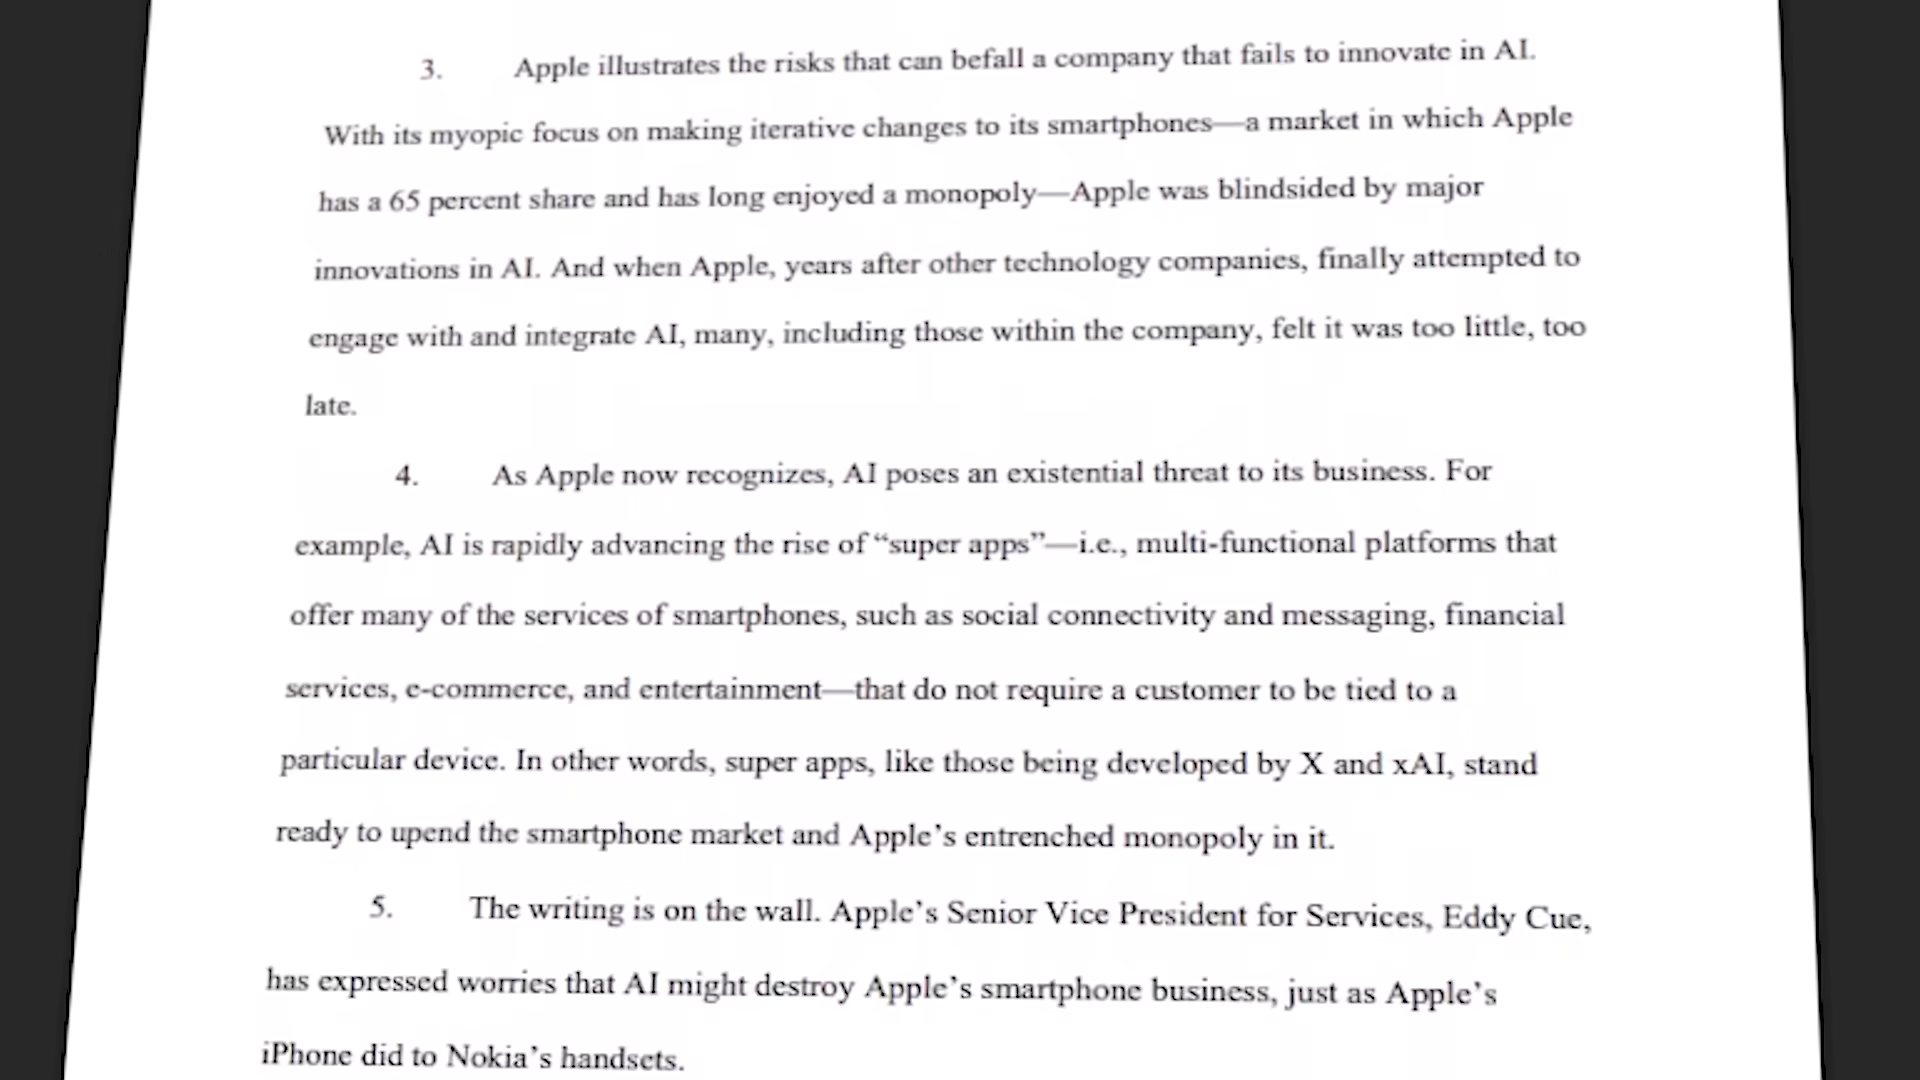 3. Apple illustrates the risks that can befall a company that fails to innovate in AI.
With its myopic focus on making iterative changes to its smartphones—a market in which Apple
has a 65 percent share and has long enjoyed a monopoly—Apple was blindsided by major
innovations in AI. And when Apple, years after other technology companies, finally attempted to
engage with and integrate AI, many, including those within the company, felt it was too little, too
late.
4. As Apple now recognizes, AI poses an existential threat to its business. For
example, AI is rapidly advancing the rise of “super apps”—i.e., multi-functional platforms that
offer many of the services of smartphones, such as social connectivity and messaging, financial
services, e-commerce, and entertainment—that do not require a customer to be tied to a
particular device. In other words, super apps, like those being developed by X and xAI, stand
ready to upend the smartphone market and Apple’s entrenched monopoly in it.
5. The writing is on the wall. Apple’s Senior Vice President for Services, Eddy Cue,
has expressed worries that AI might destroy Apple’s smartphone business, just as Apple’s
iPhone did to Nokia’s handsets.